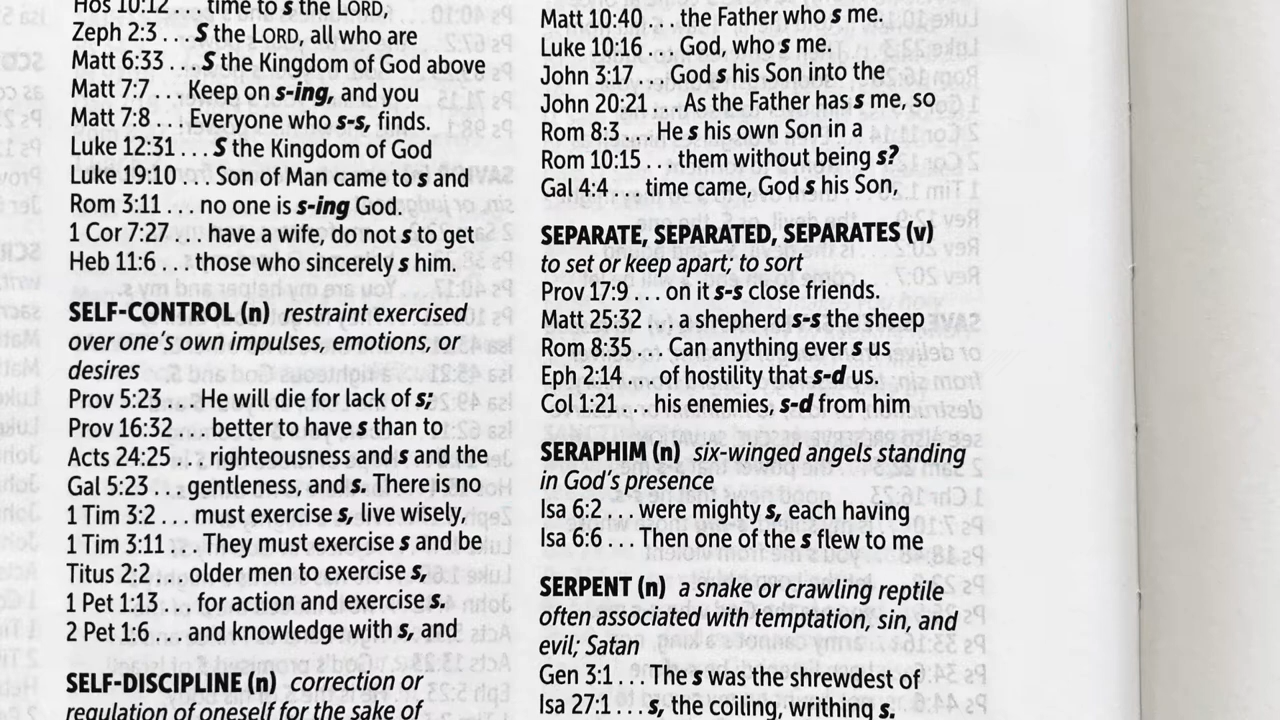 Hos 10:12 . . . time to s the LORD,
Zeph 2:3 . . . S the LORD, all who are
Matt 6:33 . . . S the Kingdom of God above
Matt 7:7 . . . Keep on s-ing, and you
Matt 7:8 . . . Everyone who s-s, finds.
Luke 12:31 . . . S the Kingdom of God
Luke 19:10 . . . Son of Man came to s and
Rom 3:11 . . . no one is s-ing God.
1 Cor 7:27 . . . have a wife, do not s to get
Heb 11:6 . . . those who sincerely s him.
SELF-CONTROL (n) restraint exercised
over one's own impulses, emotions, or
desires
Prov 5:23 . . . He will die for lack of s;
Prov 16:32 . . . better to have s than to
Acts 24:25 . . . righteousness and s and the
Gal 5:23 . . . gentleness, and s. There is no
1 Tim 3:2 . . . must exercise s, live wisely,
1 Tim 3:11 . . . They must exercise s and be
Titus 2:2 . . . older men to exercise s,
1 Pet 1:13 . . . for action and exercise s.
2 Pet 1:6 . . . and knowledge with s, and
SELF-DISCIPLINE (n) correction or
regulation of oneself for the sake of
Matt 10:40 . . . the Father who s me.
Luke 10:16 . . . God, who s me.
John 3:17 . . . God s his Son into the
John 20:21 . . . As the Father has s me, so
Rom 8:3 . . . He s his own Son in a
Rom 10:15 . . . them without being s?
Gal 4:4 . . . time came, God s his Son,
SEPARATE, SEPARATED, SEPARATES (v)
to set or keep apart; to sort
Prov 17:9 . . . on it s-s close friends.
Matt 25:32 . . . a shepherd s-s the sheep
Rom 8:35 . . . Can anything ever s us
Eph 2:14 . . . of hostility that s-d us.
Col 1:21 . . . his enemies, s-d from him
SERAPHIM (n) six-winged angels standing
in God's presence
Isa 6:2 . . . were mighty s, each having
Isa 6:6 . . . Then one of the s flew to me
SERPENT (n) a snake or crawling reptile
often associated with temptation, sin, and
evil; Satan
Gen 3:1 . . . The s was the shrewdest of
Isa 27:1 . . . s, the coiling, writhing s.